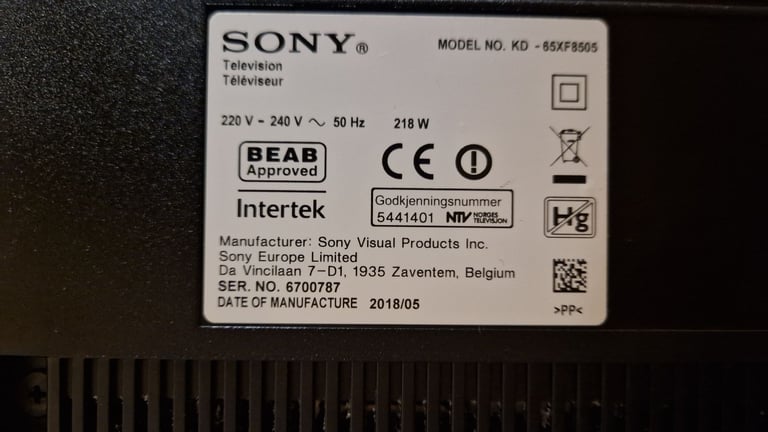 SONY®
MODEL NO. KD -65XF8505
Television
Téléviseur
220 V - 240 V ~ 50 Hz 218 W
BEAB
Approved
CE
Intertek
Godkjenningsnummer
5441401 NTV NORGES TELEVISJON
Hg
Manufacturer: Sony Visual Products Inc.
Sony Europe Limited
Da Vincilaan 7-D1, 1935 Zaventem, Belgium
SER. NO. 6700787
DATE OF MANUFACTURE 2018/05
>PP<